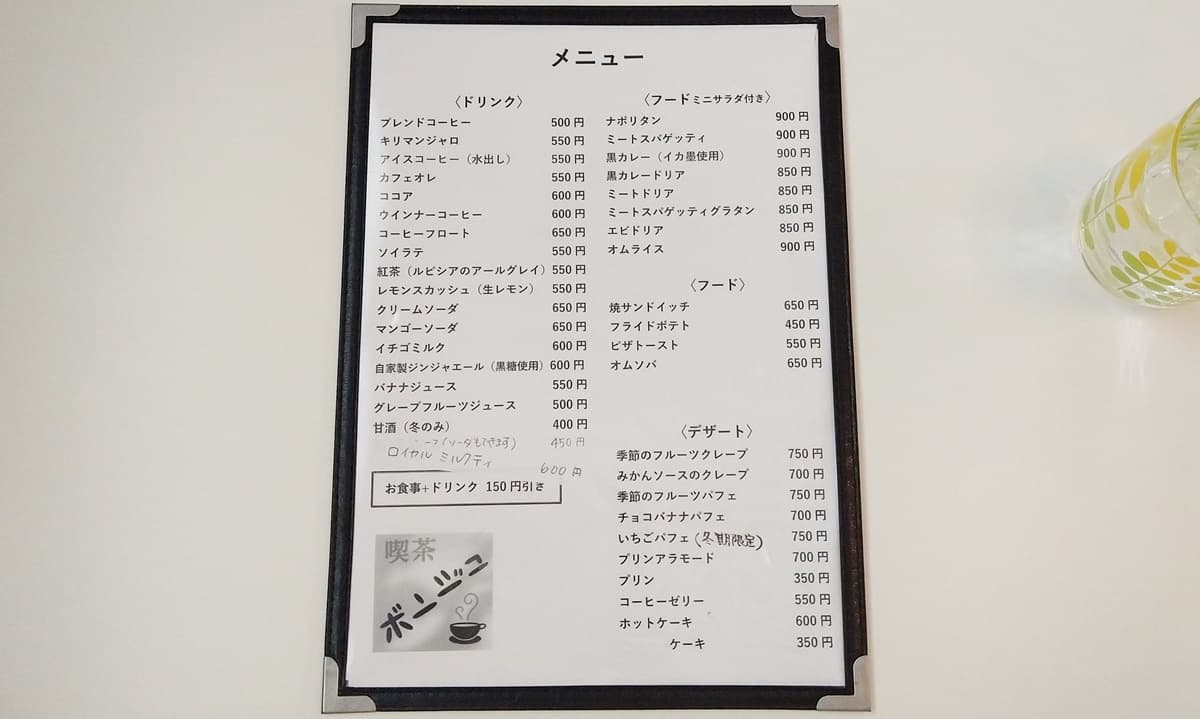 メニュー
〈ドリンク〉
ブレンドコーヒー 500円
キリマンジャロ 550円
アイスコーヒー（水出し） 550円
カフェオレ 550円
ココア 600円
ウインナーコーヒー 600円
コーヒーフロート 650円
ソイラテ 550円
紅茶（ルピシアのアールグレイ） 550円
レモンスカッシュ（生レモン） 550円
クリームソーダ 650円
マンゴーソーダ 650円
イチゴミルク 600円
自家製ジンジャエール（黒糖使用） 600円
バナナジュース 550円
グレープフルーツジュース 500円
甘酒（冬のみ） 400円
(ソーダもできます) 450円
ロイヤルミルクティ 600円
お食事+ドリンク 150円引き
喫茶
ボンジュ
〈フードミニサラダ付き〉
ナポリタン 900円
ミートスパゲッティ 900円
黒カレー（イカ墨使用） 900円
黒カレードリア 850円
ミートドリア 850円
ミートスパゲッティグラタン 850円
エビドリア 850円
オムライス 900円
〈フード〉
焼サンドイッチ 650円
フライドポテト 450円
ピザトースト 550円
オムソバ 650円
〈デザート〉
季節のフルーツクレープ 750円
みかんソースのクレープ 700円
季節のフルーツパフェ 750円
チョコバナナパフェ 700円
いちごパフェ(冬期限定) 750円
プリンアラモード 700円
プリン 350円
コーヒーゼリー 550円
ホットケーキ 600円
ケーキ 350円